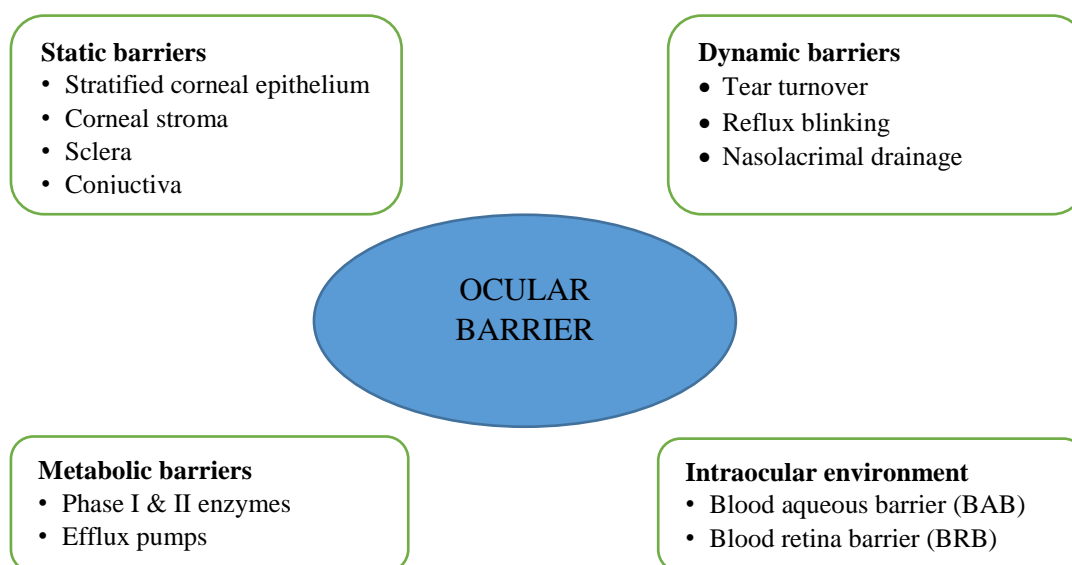 Static barriers
• Stratified corneal epithelium
• Corneal stroma
• Sclera
• Conjuctiva
Dynamic barriers
• Tear turnover
• Reflux blinking
• Nasolacrimal drainage
OCULAR
BARRIER
Metabolic barriers
• Phase I & II enzymes
• Efflux pumps
Intraocular environment
• Blood aqueous barrier (BAB)
• Blood retina barrier (BRB)